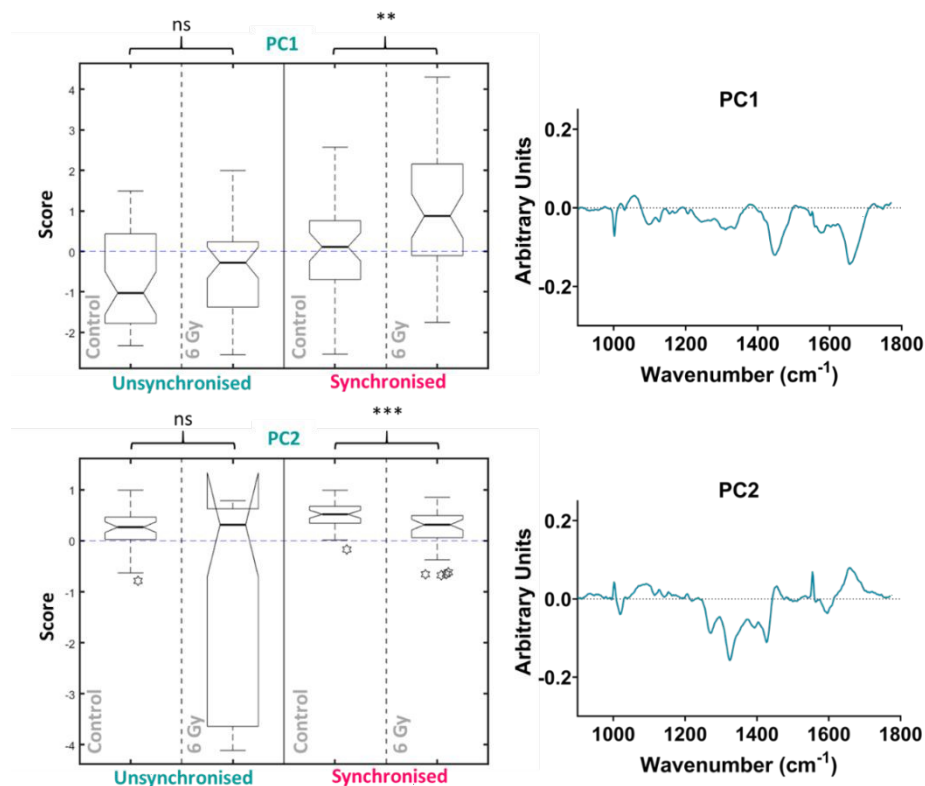 ns
PC1
**
4
3
2
1
0
-1
-2
Score
Control
6 Gy
Control
6 Gy
Unsynchronised
Synchronised
PC1
0.2
0.0
-0.2
Arbitrary Units
1000 1200 1400 1600 1800
Wavenumber (cm⁻¹)
ns
PC2
***
1
0
-1
-2
-3
-4
Score
Control
6 Gy
Control
6 Gy
Unsynchronised
Synchronised
PC2
0.2
0.0
-0.2
Arbitrary Units
1000 1200 1400 1600 1800
Wavenumber (cm⁻¹)